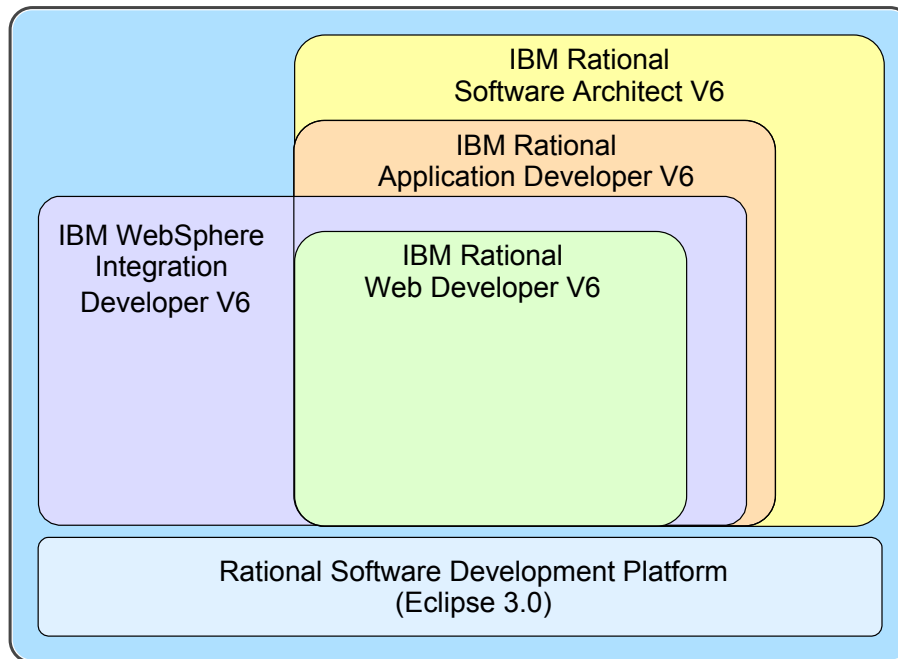 IBM Rational
Software Architect V6
IBM Rational
Application Developer V6
IBM WebSphere
Integration
Developer V6
IBM Rational
Web Developer V6
Rational Software Development Platform
(Eclipse 3.0)